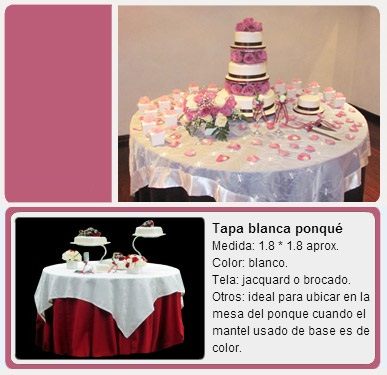 Tapa blanca ponqué
Medida: 1.8 * 1.8 aprox.
Color: blanco.
Tela: jacquard o brocado.
Otros: ideal para ubicar en la
mesa del ponque cuando el
mantel usado de base es de
color.